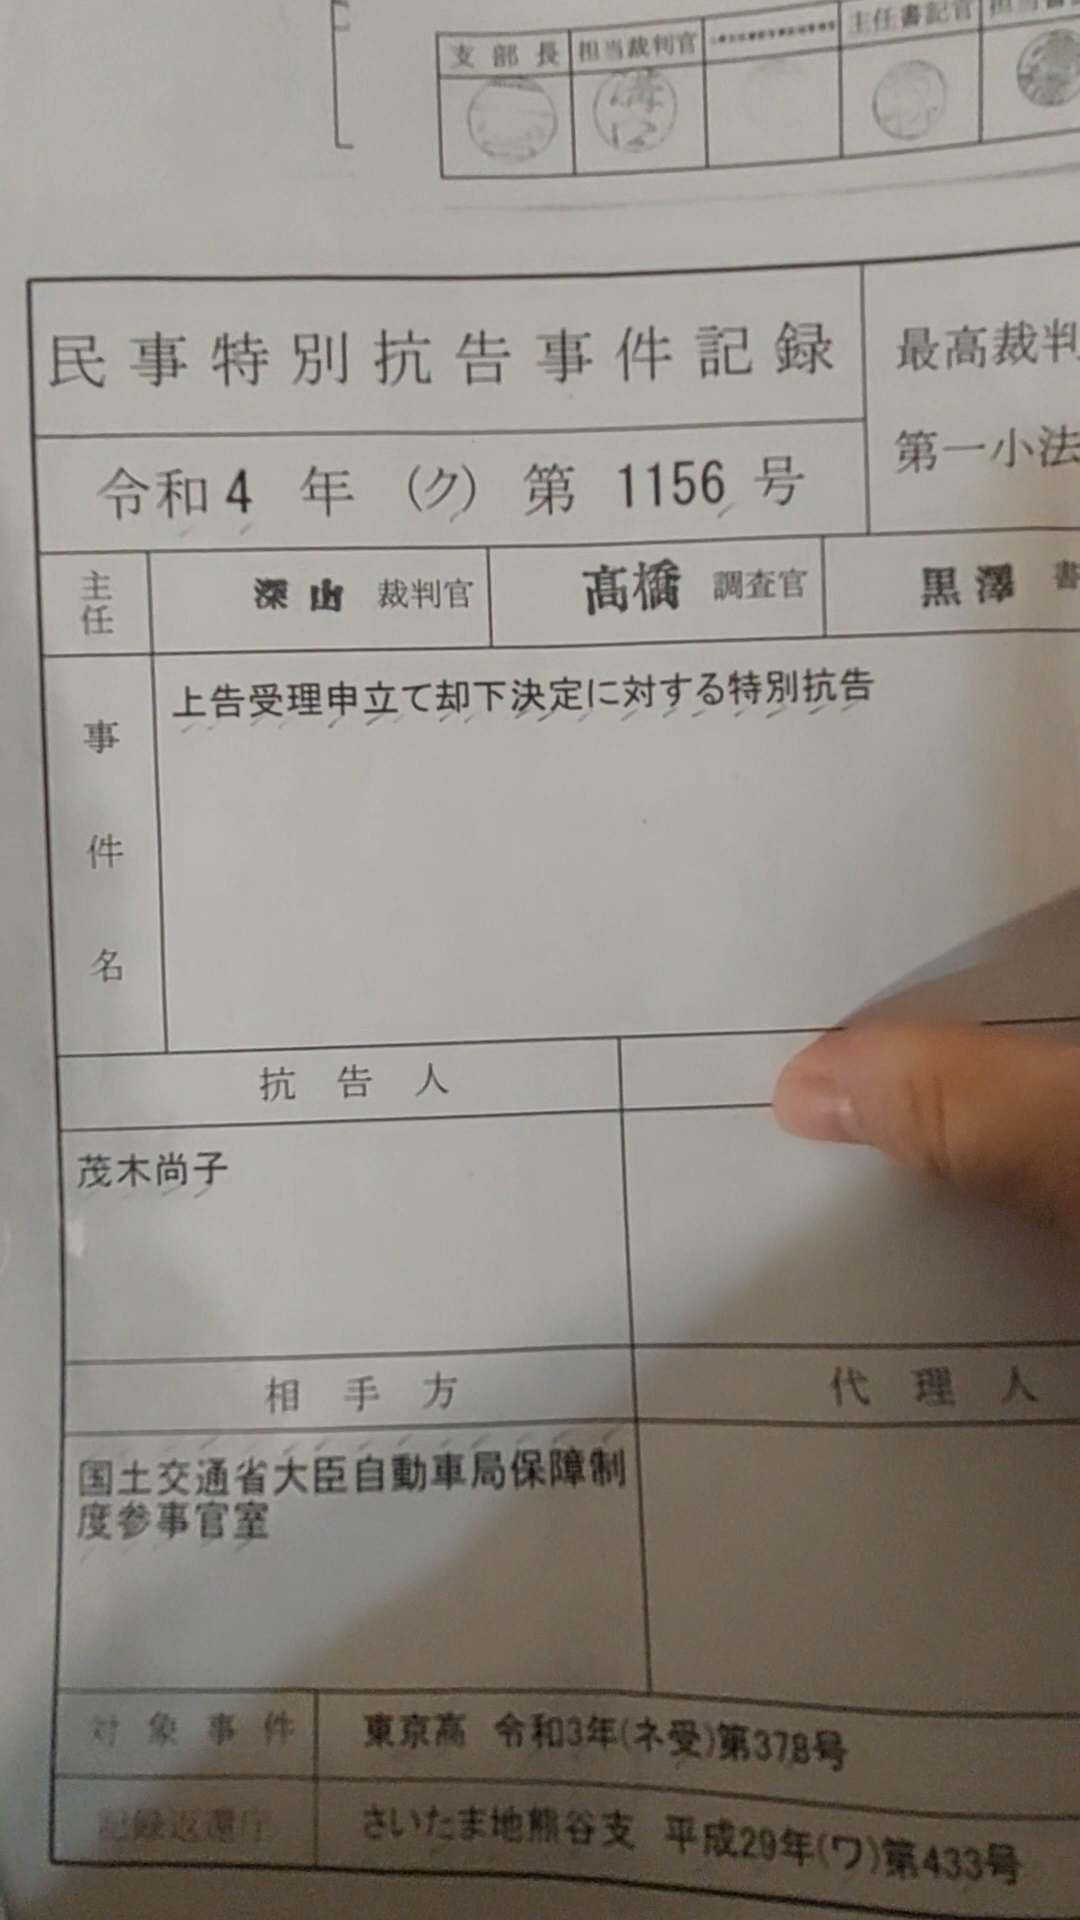 支部長 担当裁判官 主任書記官
溝口
民事特別抗告事件記録
最高裁判
第一小法
令和4年(ク)第1156号
主任 深山 裁判官 髙橋 調査官 黒澤 書
事件名
上告受理申立て却下決定に対する特別抗告
抗告人
茂木尚子
相手方 代理人
国土交通省大臣自動車局保障制
度参事官室
対象事件 東京高 令和3年(ネ受)第378号
記録返還庁 さいたま地熊谷支 平成29年(ワ)第433号